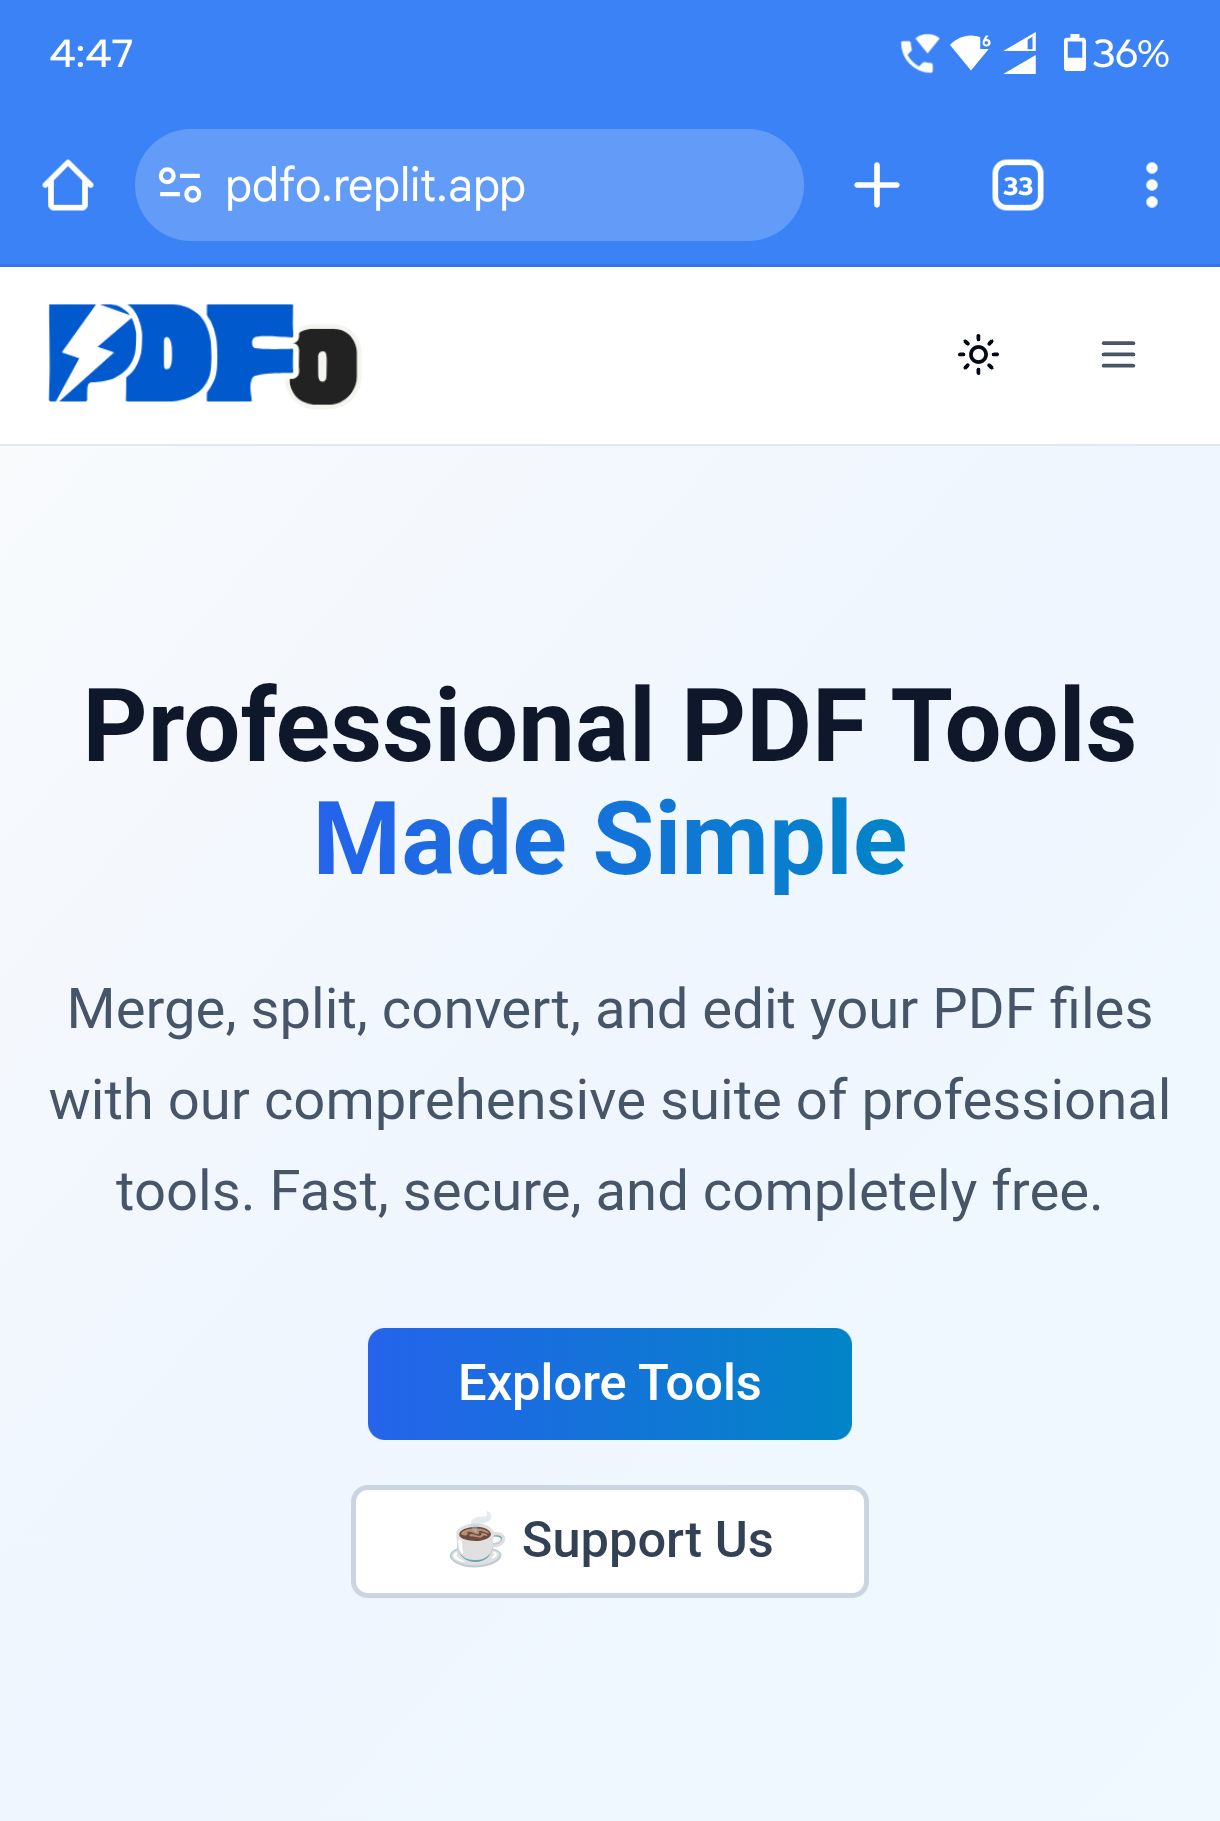 4:47
6
36%
pdfo.replit.app
33
PDFo
Professional PDF Tools
Made Simple
Merge, split, convert, and edit your PDF files
with our comprehensive suite of professional
tools. Fast, secure, and completely free.
Explore Tools
☕ Support Us